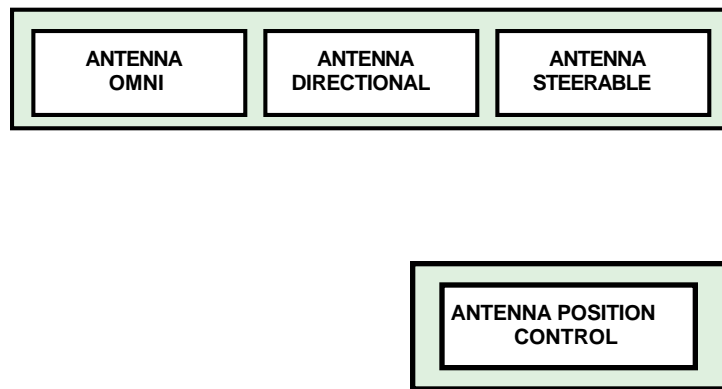 ANTENNA
OMNI
ANTENNA
DIRECTIONAL
ANTENNA
STEERABLE
ANTENNA POSITION
CONTROL